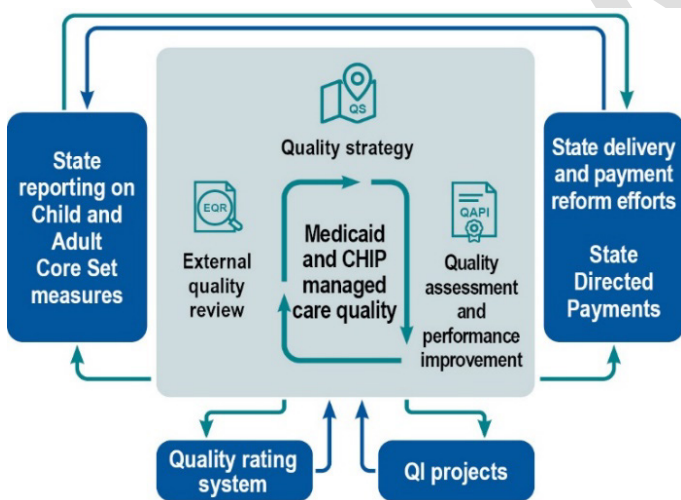 QS
Quality strategy
State
reporting on
Child and
Adult
Core Set
measures
EQR
External
quality
review
Medicaid
and CHIP
managed
care quality
QAPI
Quality
assessment
and
performance
improvement
State delivery
and payment
reform efforts
State
Directed
Payments
Quality rating
system
QI projects